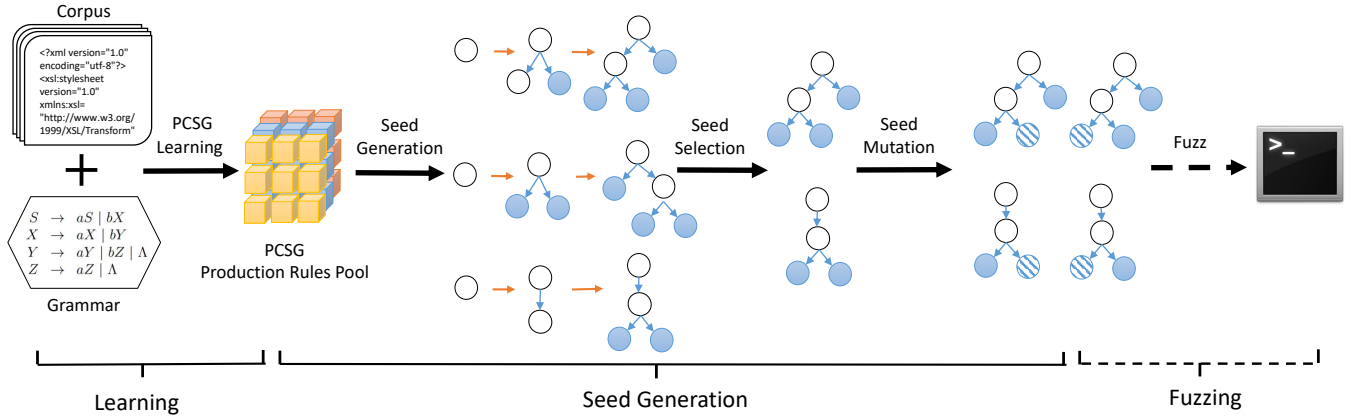 Corpus
<?xml version="1.0"
encoding="utf-8"?>
<xsl:stylesheet
version="1.0"
xmlns:xsl=
"http://www.w3.org/
1999/XSL/Transform"
PCSG
Learning
S → aS | bX
X → aX | bY
Y → aY | bZ | Λ
Z → aZ | Λ
Grammar
PCSG
Production Rules Pool
Seed
Generation
Seed
Selection
Seed
Mutation
Fuzz
>_
Learning
Seed Generation
Fuzzing